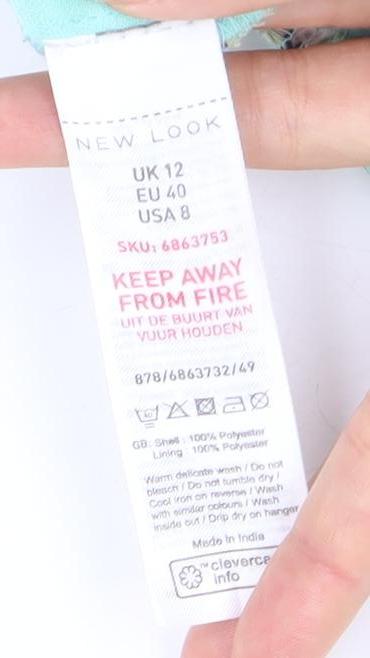 NEW LOOK
UK 12
EU 40
USA 8
SKU: 6863753
KEEP AWAY
FROM FIRE
UIT DE BUURT VAN
VUUR HOUDEN
878/6863732/49
GB: Shell : 100% Polyester
Lining : 100% Polyester
Warm delicate wash / Do not
bleach / Do not tumble dry /
Cool iron on reverse / Wash
with similar colours / Wash
inside out / Drip dry on hanger
Made In India
™cleverca
info